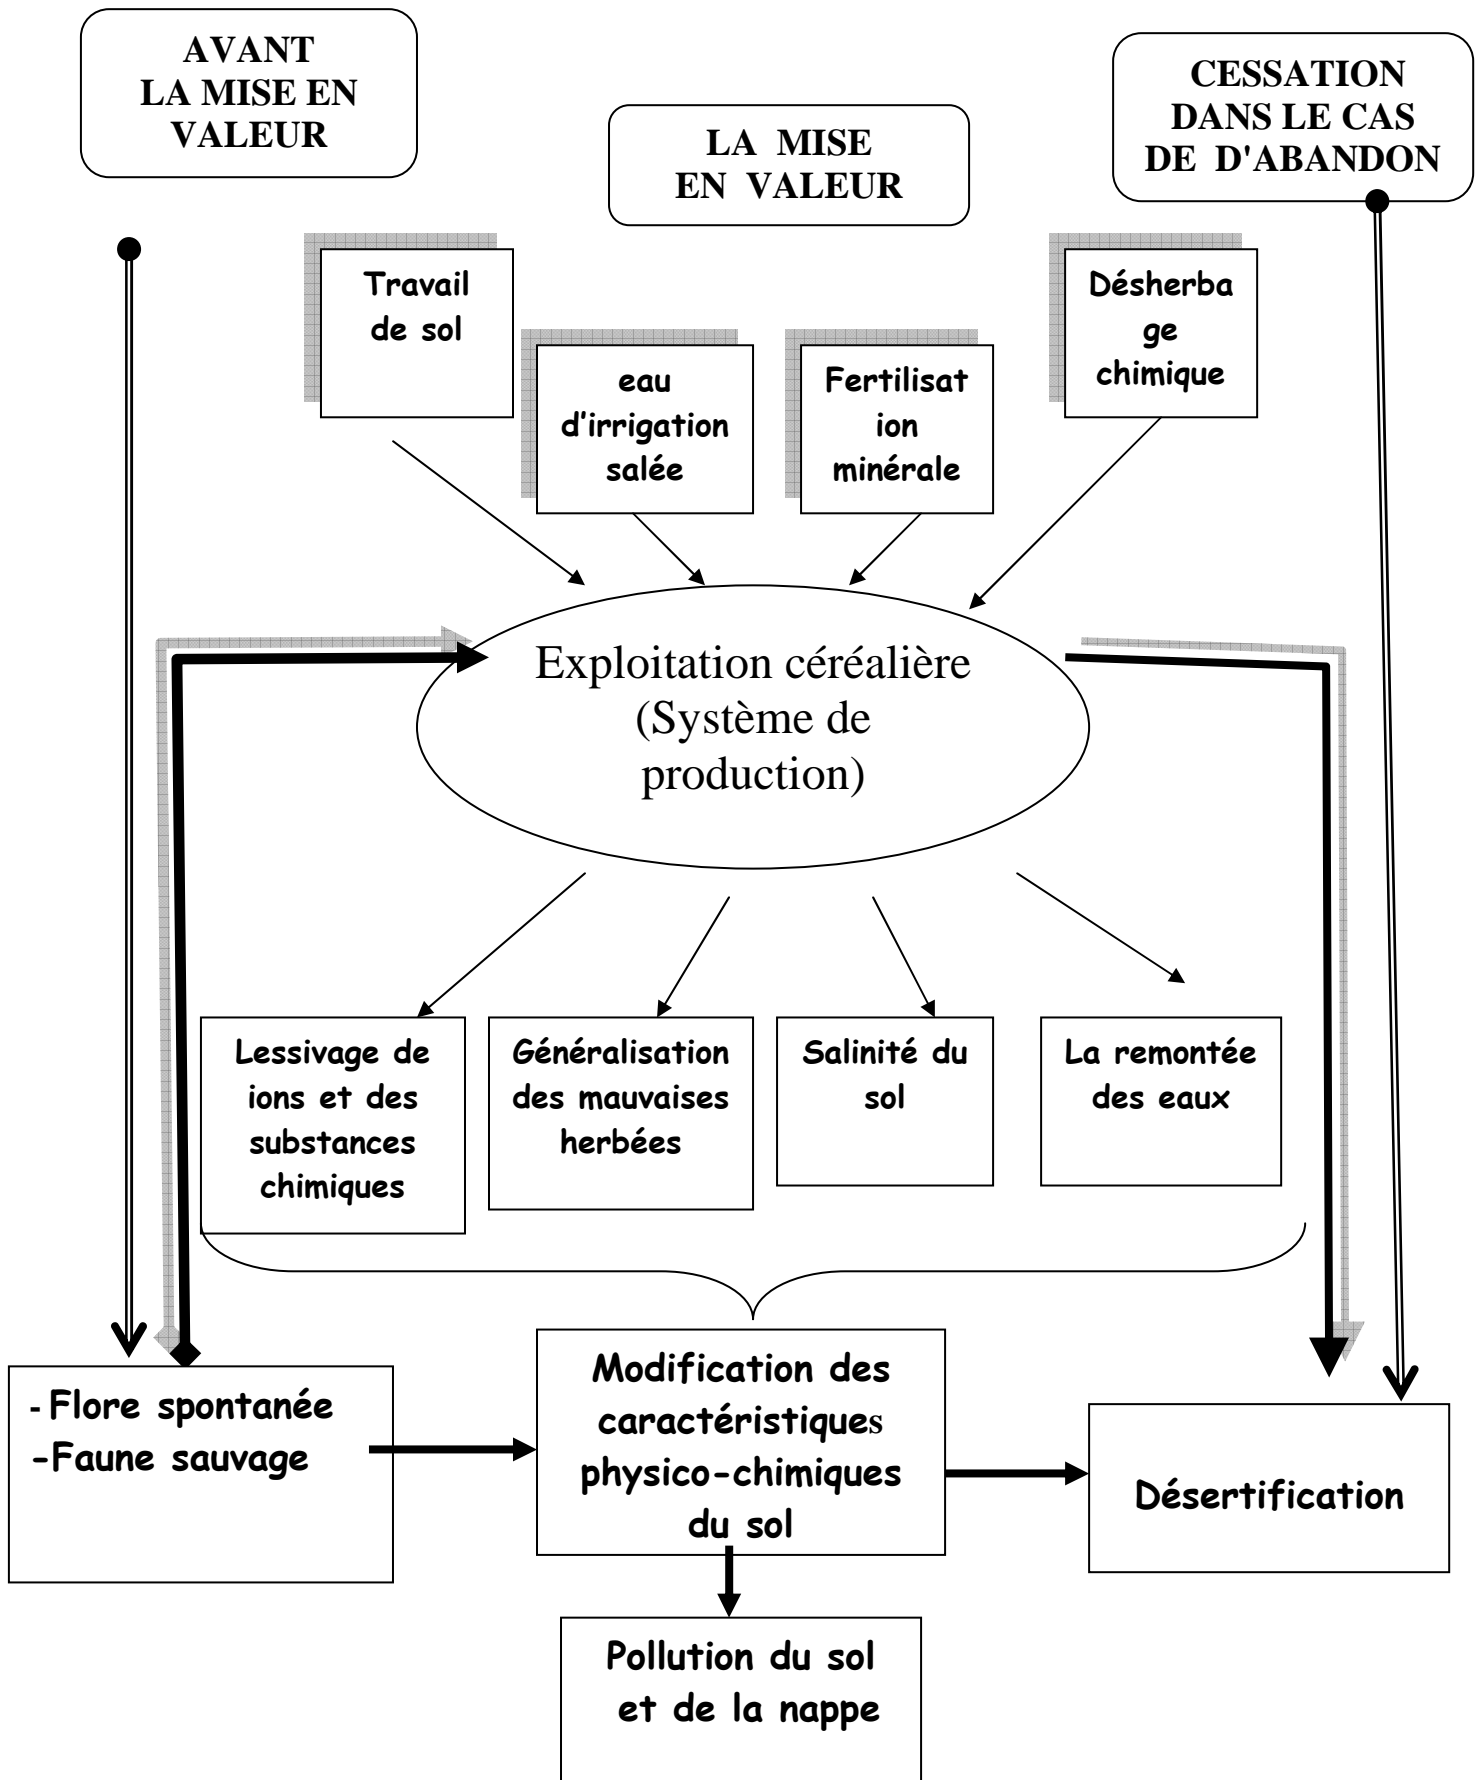 AVANT
LA MISE EN
VALEUR
LA MISE
EN VALEUR
CESSATION
DANS LE CAS
DE D'ABANDON
Travail
de sol
eau
d'irrigation
salée
Fertilisat
ion
minérale
Désherba
ge
chimique
Exploitation céréalière
(Système de
production)
Lessivage de
ions et des
substances
chimiques
Généralisation
des mauvaises
herbées
Salinité du
sol
La remontée
des eaux
- Flore spontanée
-Faune sauvage
Modification des
caractéristiques
physico-chimiques
du sol
Désertification
Pollution du sol
et de la nappe